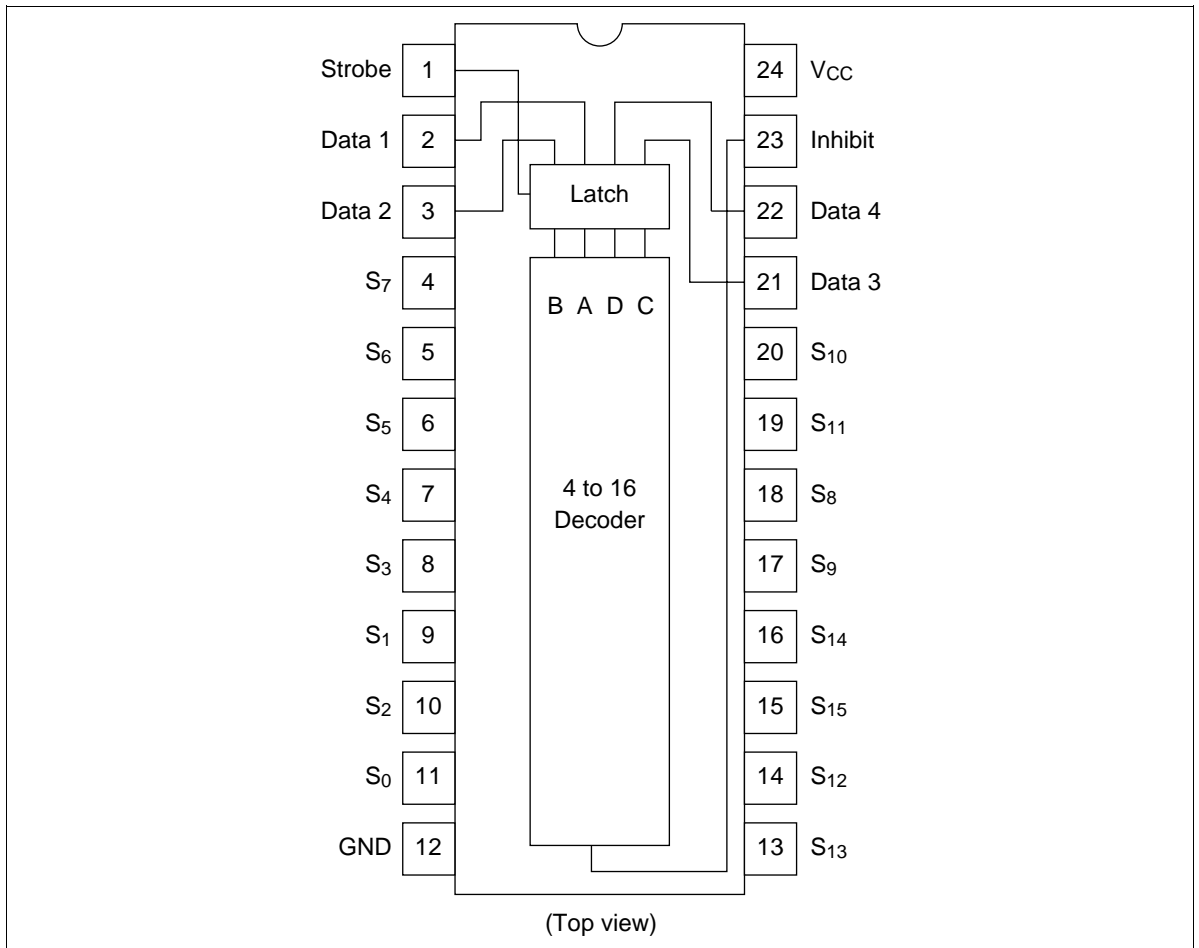 Strobe 1 24 VCC
Data 1 2 23 Inhibit
Latch
Data 2 3 22 Data 4
S7 4 21 Data 3
B A D C
S6 5 20 S10
S5 6 19 S11
S4 7 18 S8
4 to 16
Decoder
S3 8 17 S9
S1 9 16 S14
S2 10 15 S15
S0 11 14 S12
GND 12 13 S13
(Top view)